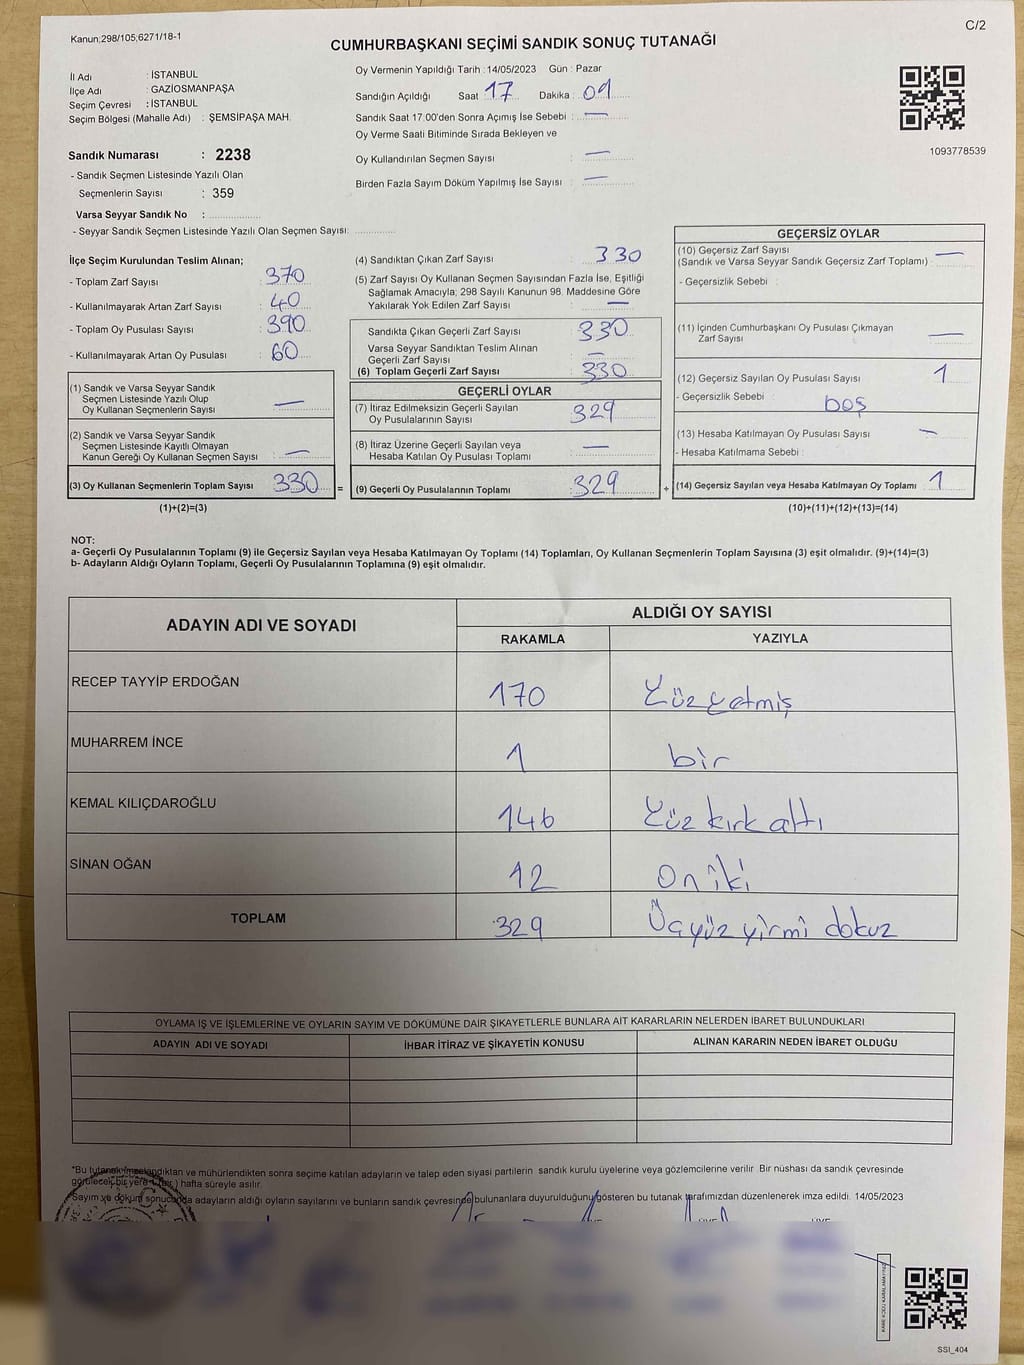 Kanun;298/105;6271/18-1
C/2
CUMHURBAŞKANI SEÇİMİ SANDIK SONUÇ TUTANAĞI
İl Adı : İSTANBUL
İlçe Adı : GAZİOSMANPAŞA
Seçim Çevresi : İSTANBUL
Seçim Bölgesi (Mahalle Adı) : ŞEMSİPAŞA MAH.
Sandık Numarası : 2238
- Sandık Seçmen Listesinde Yazılı Olan
Seçmenlerin Sayısı : 359
Varsa Seyyar Sandık No :
- Seyyar Sandık Seçmen Listesinde Yazılı Olan Seçmen Sayısı:
Oy Vermenin Yapıldığı Tarih : 14/05/2023 Gün : Pazar
Sandığın Açıldığı Saat 17 Dakika : 09
Sandık Saat 17.00'den Sonra Açımış İse Sebebi : —
Oy Verme Saati Bitiminde Sırada Bekleyen ve
Oy Kullandırılan Seçmen Sayısı : —
Birden Fazla Sayım Döküm Yapılmış İse Sayısı : —
1093778539
İlçe Seçim Kurulundan Teslim Alınan;
- Toplam Zarf Sayısı : 370
- Kullanılmayarak Artan Zarf Sayısı : 40
- Toplam Oy Pusulası Sayısı : 390
- Kullanılmayarak Artan Oy Pusulası : 60
(1) Sandık ve Varsa Seyyar Sandık
Seçmen Listesinde Yazılı Olup
Oy Kullanan Seçmenlerin Sayısı : —
(2) Sandık ve Varsa Seyyar Sandık
Seçmen Listesinde Kayıtlı Olmayan
Kanun Gereği Oy Kullanan Seçmen Sayısı : —
(3) Oy Kullanan Seçmenlerin Toplam Sayısı 330
(1)+(2)=(3)
=
(4) Sandıktan Çıkan Zarf Sayısı : 330
(5) Zarf Sayısı Oy Kullanan Seçmen Sayısından Fazla İse, Eşitliği
Sağlamak Amacıyla; 298 Sayılı Kanunun 98. Maddesine Göre
Yakılarak Yok Edilen Zarf Sayısı : —
Sandıkta Çıkan Geçerli Zarf Sayısı : 330
Varsa Seyyar Sandıktan Teslim Alınan
Geçerli Zarf Sayısı : —
(6) Toplam Geçerli Zarf Sayısı : 330
GEÇERLİ OYLAR
(7) İtiraz Edilmeksizin Geçerli Sayılan
Oy Pusulalarının Sayısı : 329
(8) İtiraz Üzerine Geçerli Sayılan veya
Hesaba Katılan Oy Pusulası Toplamı : —
(9) Geçerli Oy Pusulalarının Toplamı : 329
+
GEÇERSİZ OYLAR
(10) Geçersiz Zarf Sayısı
(Sandık ve Varsa Seyyar Sandık Geçersiz Zarf Toplamı) : —
- Geçersizlik Sebebi :
(11) İçinden Cumhurbaşkanı Oy Pusulası Çıkmayan
Zarf Sayısı : —
(12) Geçersiz Sayılan Oy Pusulası Sayısı : 1
- Geçersizlik Sebebi : boş
(13) Hesaba Katılmayan Oy Pusulası Sayısı : —
- Hesaba Katılmama Sebebi :
(14) Geçersiz Sayılan veya Hesaba Katılmayan Oy Toplamı : 1
(10)+(11)+(12)+(13)=(14)
NOT:
a- Geçerli Oy Pusulalarının Toplamı (9) ile Geçersiz Sayılan veya Hesaba Katılmayan Oy Toplamı (14) Toplamları, Oy Kullanan Seçmenlerin Toplam Sayısına (3) eşit olmalıdır. (9)+(14)=(3)
b- Adayların Aldığı Oyların Toplamı, Geçerli Oy Pusulalarının Toplamına (9) eşit olmalıdır.
ADAYIN ADI VE SOYADI
ALDIĞI OY SAYISI
RAKAMLA YAZIYLA
RECEP TAYYİP ERDOĞAN 170 Yüzyetmiş
MUHARREM İNCE 1 bir
KEMAL KILIÇDAROĞLU 146 Yüz kırk altı
SİNAN OĞAN 12 On iki
TOPLAM 329 Üçyüz yirmi dokuz
OYLAMA İŞ VE İŞLEMLERİNE VE OYLARIN SAYIM VE DÖKÜMÜNE DAİR ŞİKAYETLERLE BUNLARA AİT KARARLARIN NELERDEN İBARET BULUNDUKLARI
ADAYIN ADI VE SOYADI İHBAR İTİRAZ VE ŞİKAYETİN KONUSU ALINAN KARARIN NEDEN İBARET OLDUĞU
*Bu tutanak imzalandıktan ve mühürlendikten sonra seçime katılan adayların ve talep eden siyasi partilerin sandık kurulu üyelerine veya gözlemcilerine verilir. Bir nüshası da sandık çevresinde
görülecek bir yere 1 (bir) hafta süreyle asılır.
Sayım ve döküm sonucunda adayların aldığı oyların sayılarını ve bunların sandık çevresinde bulunanlara duyurulduğunu gösteren bu tutanak tarafımızdan düzenlenerek imza edildi. 14/05/2023
SSI_404